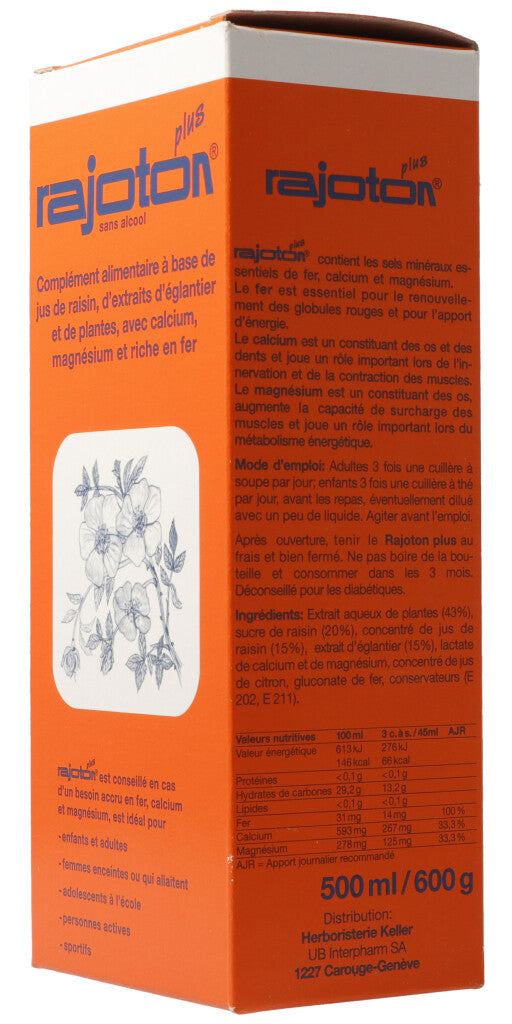 plus
rajoton®
sans alcool
Complément alimentaire à base de
jus de raisin, d'extraits d'églantier
et de plantes, avec calcium,
magnésium et riche en fer
plus
rajoton est conseillé en cas
d'un besoin accru en fer, calcium
et magnésium, est idéal pour
- enfants et adultes
- femmes enceintes ou qui allaitent
- adolescents à l'école
- personnes actives
- sportifs
plus
rajoton®
plus
rajoton® contient les sels minéraux es-
sentiels de fer, calcium et magnésium.
Le fer est essentiel pour le renouvelle-
ment des globules rouges et pour l'apport
d'énergie.
Le calcium est un constituant des os et des
dents et joue un rôle important lors de l'in-
nervation et de la contraction des muscles.
Le magnésium est un constituant des os,
augmente la capacité de surcharge des
muscles et joue un rôle important lors du
métabolisme énergétique.
Mode d'emploi: Adultes 3 fois une cuillère à
soupe par jour; enfants 3 fois une cuillère à thé
par jour, avant les repas, éventuellement dilué
avec un peu de liquide. Agiter avant l'emploi.
Après ouverture, tenir le Rajoton plus au
frais et bien fermé. Ne pas boire de la bou-
teille et consommer dans les 3 mois.
Déconseillé pour les diabétiques.
Ingrédients: Extrait aqueux de plantes (43%),
sucre de raisin (20%), concentré de jus de
raisin (15%), extrait d'églantier (15%), lactate
de calcium et de magnésium, concentré de jus
de citron, gluconate de fer, conservateurs (E
202, E 211).
Valeurs nutritives 100 ml 3 c. à s. / 45ml AJR
Valeur énergétique 613 kJ 276 kJ
146 kcal 66 kcal
Protéines <0,1 g <0,1 g
Hydrates de carbones 29,2 g 13,2 g
Lipides <0,1 g <0,1 g
Fer 31 mg 14 mg 100 %
Calcium 593 mg 267 mg 33,3 %
Magnésium 278 mg 125 mg 33,3 %
AJR = Apport journalier recommandé
500 ml / 600 g
Distribution:
Herboristerie Keller
UB Interpharm SA
1227 Carouge-Genève